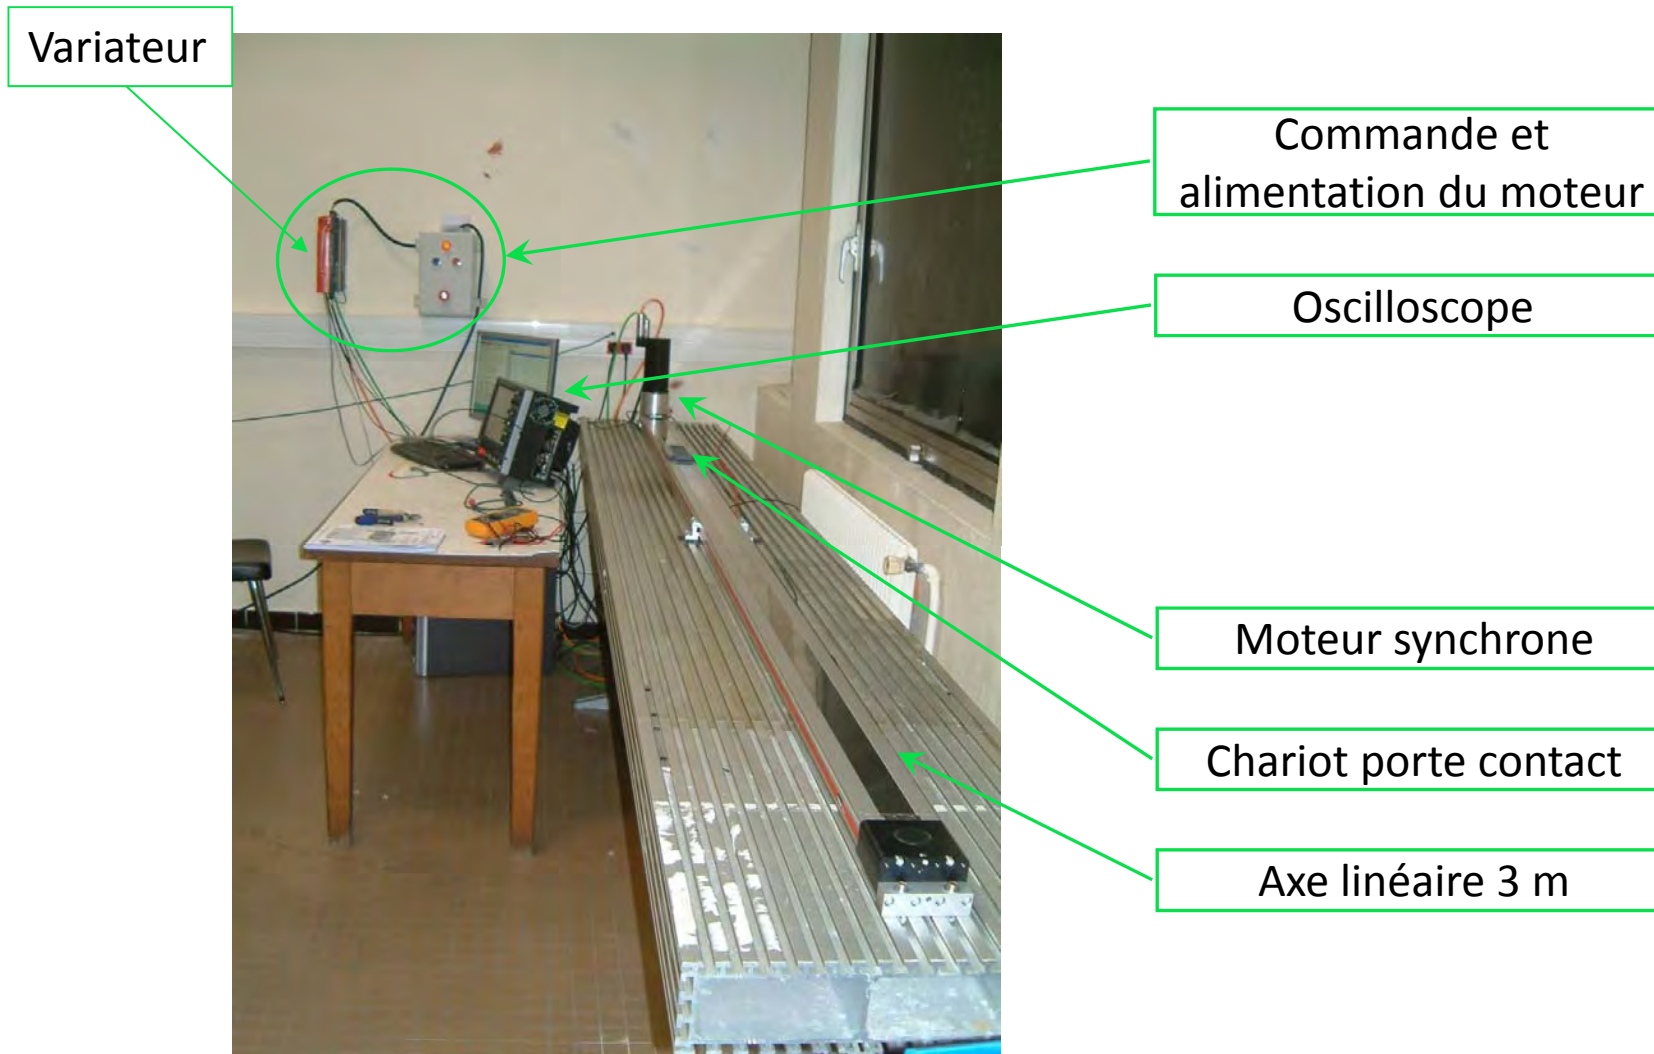 Variateur
Commande et
alimentation du moteur
Oscilloscope
Moteur synchrone
Chariot porte contact
Axe linéaire 3 m